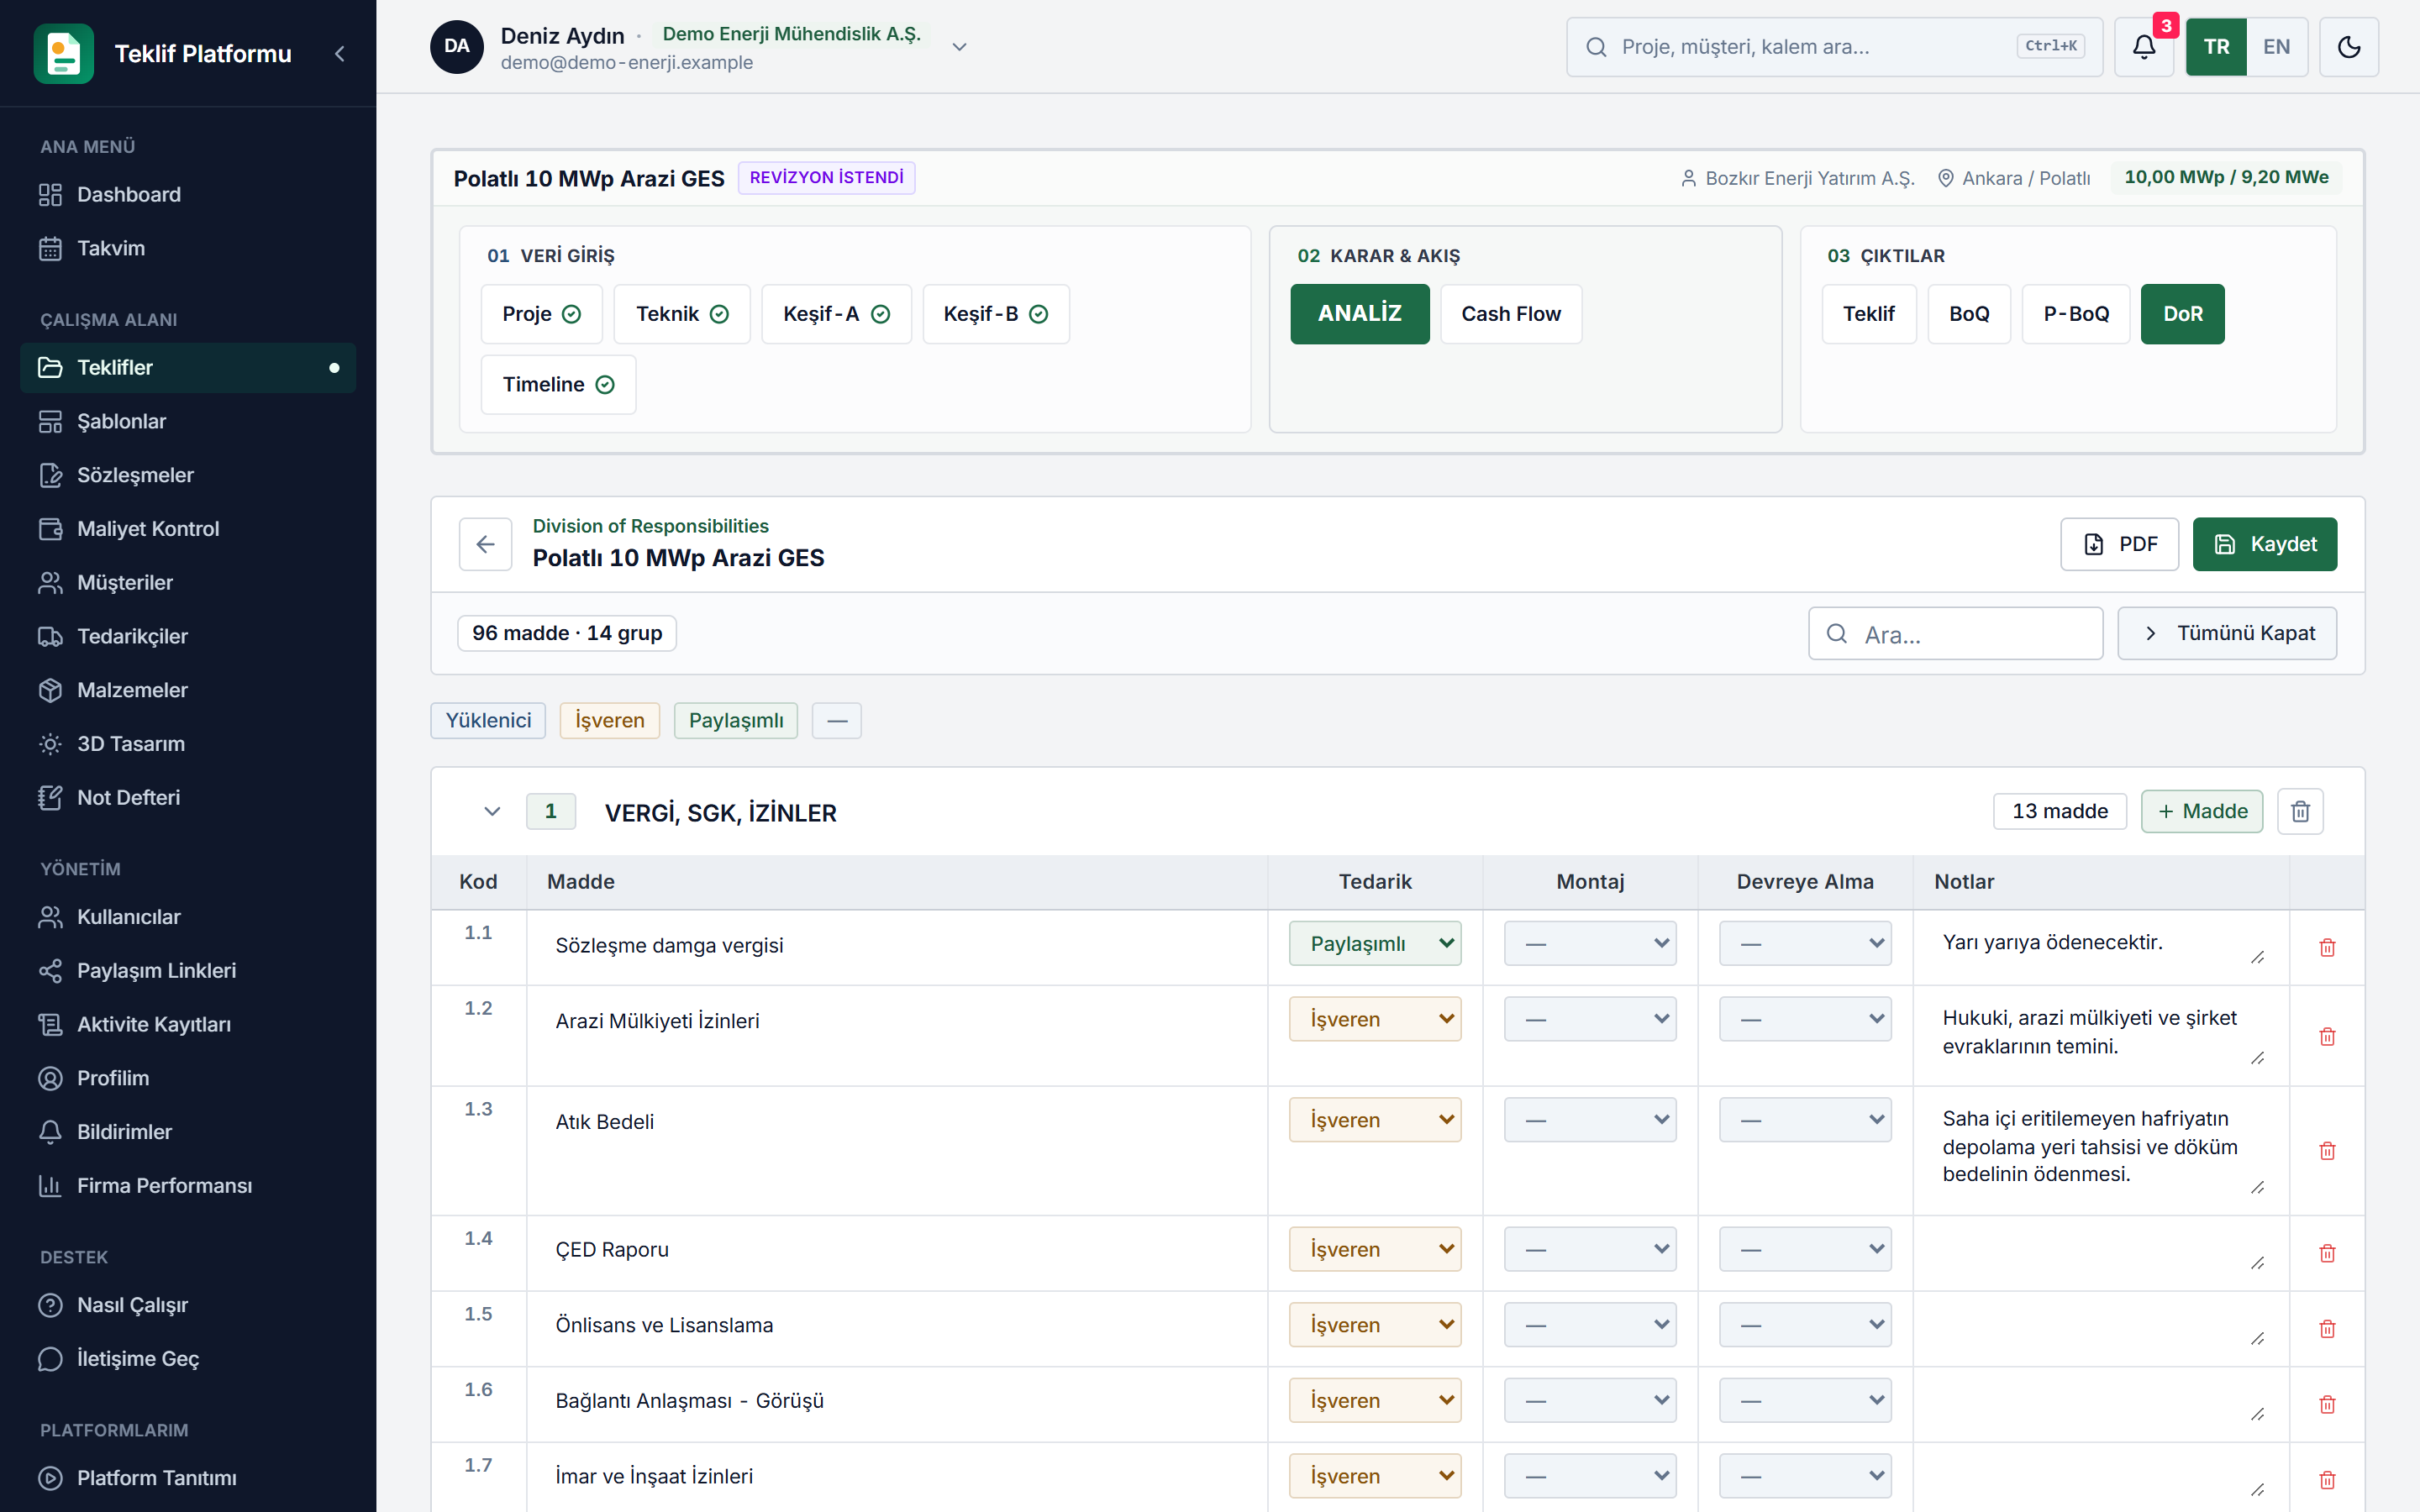 Teklif Platformu
ANA MENÜ
Dashboard
Takvim
ÇALIŞMA ALANI
Teklifler
Şablonlar
Sözleşmeler
Maliyet Kontrol
Müşteriler
Tedarikçiler
Malzemeler
3D Tasarım
Not Defteri
YÖNETİM
Kullanıcılar
Paylaşım Linkleri
Aktivite Kayıtları
Profilim
Bildirimler
Firma Performansı
DESTEK
Nasıl Çalışır
İletişime Geç
PLATFORMLARIM
Platform Tanıtımı
DA
Deniz Aydın · Demo Enerji Mühendislik A.Ş.
demo@demo-enerji.example
Proje, müşteri, kalem ara... Ctrl+K
3
TR EN
Polatlı 10 MWp Arazi GES REVİZYON İSTENDİ
Bozkır Enerji Yatırım A.Ş. Ankara / Polatlı 10,00 MWp / 9,20 MWe
01 VERİ GİRİŞ
Proje Teknik Keşif-A Keşif-B
Timeline
02 KARAR & AKIŞ
ANALİZ Cash Flow
03 ÇIKTILAR
Teklif BoQ P-BoQ DoR
Division of Responsibilities
Polatlı 10 MWp Arazi GES
PDF Kaydet
96 madde · 14 grup
Ara... Tümünü Kapat
Yüklenici İşveren Paylaşımlı —
1 VERGİ, SGK, İZİNLER 13 madde + Madde
Kod Madde Tedarik Montaj Devreye Alma Notlar
1.1 Sözleşme damga vergisi Paylaşımlı — — Yarı yarıya ödenecektir.
1.2 Arazi Mülkiyeti İzinleri İşveren — — Hukuki, arazi mülkiyeti ve şirket
evraklarının temini.
1.3 Atık Bedeli İşveren — — Saha içi eritilemeyen hafriyatın
depolama yeri tahsisi ve döküm
bedelinin ödenmesi.
1.4 ÇED Raporu İşveren — —
1.5 Önlisans ve Lisanslama İşveren — —
1.6 Bağlantı Anlaşması - Görüşü İşveren — —
1.7 İmar ve İnşaat İzinleri İşveren — —